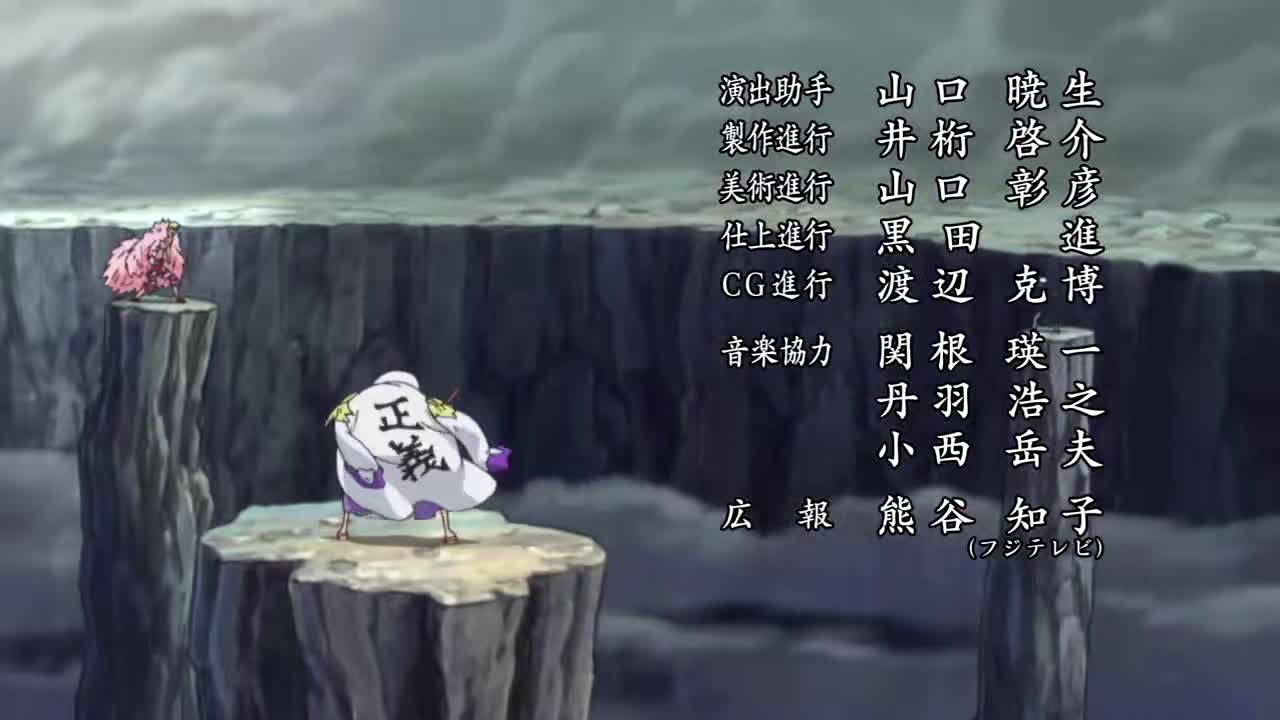 演出助手 山口 暁生
製作進行 井桁 啓介
美術進行 山口 彰彦
仕上進行 黒田 進
CG進行 渡辺 克博
音楽協力 関根 瑛一
丹羽 浩之
小西 岳夫
広報 熊谷 知子
(フジテレビ)
正義